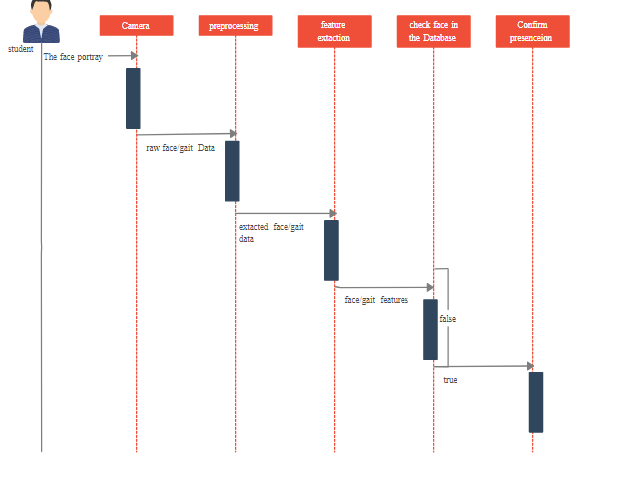 Camera
preprocessing
feature
extaction
check face in
the Database
Confirm
presenceion
student
The face portray
raw face/gait Data
extacted face/gait
data
face/gait features
false
true